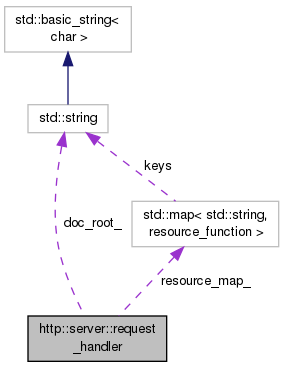 std::basic_string<
char >
std::string
keys
std::map< std::string,
resource_function >
doc_root_
resource_map_
http::server::request
_handler